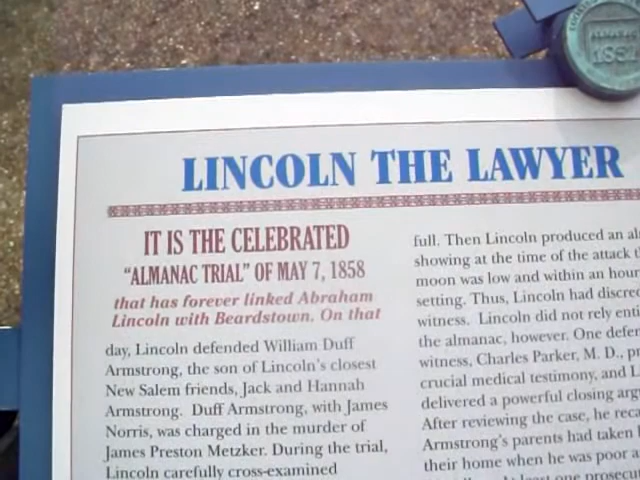 ALMANAC
LINCOLN THE LAWYER
IT IS THE CELEBRATED
"ALMANAC TRIAL" OF MAY 7, 1858
that has forever linked Abraham
Lincoln with Beardstown. On that
day, Lincoln defended William Duff
Armstrong, the son of Lincoln's closest
New Salem friends, Jack and Hannah
Armstrong. Duff Armstrong, with James
Norris, was charged in the murder of
James Preston Metzker. During the trial,
Lincoln carefully cross-examined
full. Then Lincoln produced an
showing at the time of the attack
moon was low and within an hour
setting. Thus, Lincoln had
witness. Lincoln did not rely
the almanac, however. One
witness, Charles Parker, M. D.,
crucial medical testimony, and
delivered a powerful closing
After reviewing the case, he
Armstrong's parents had taken
their home when he was poor
At least one